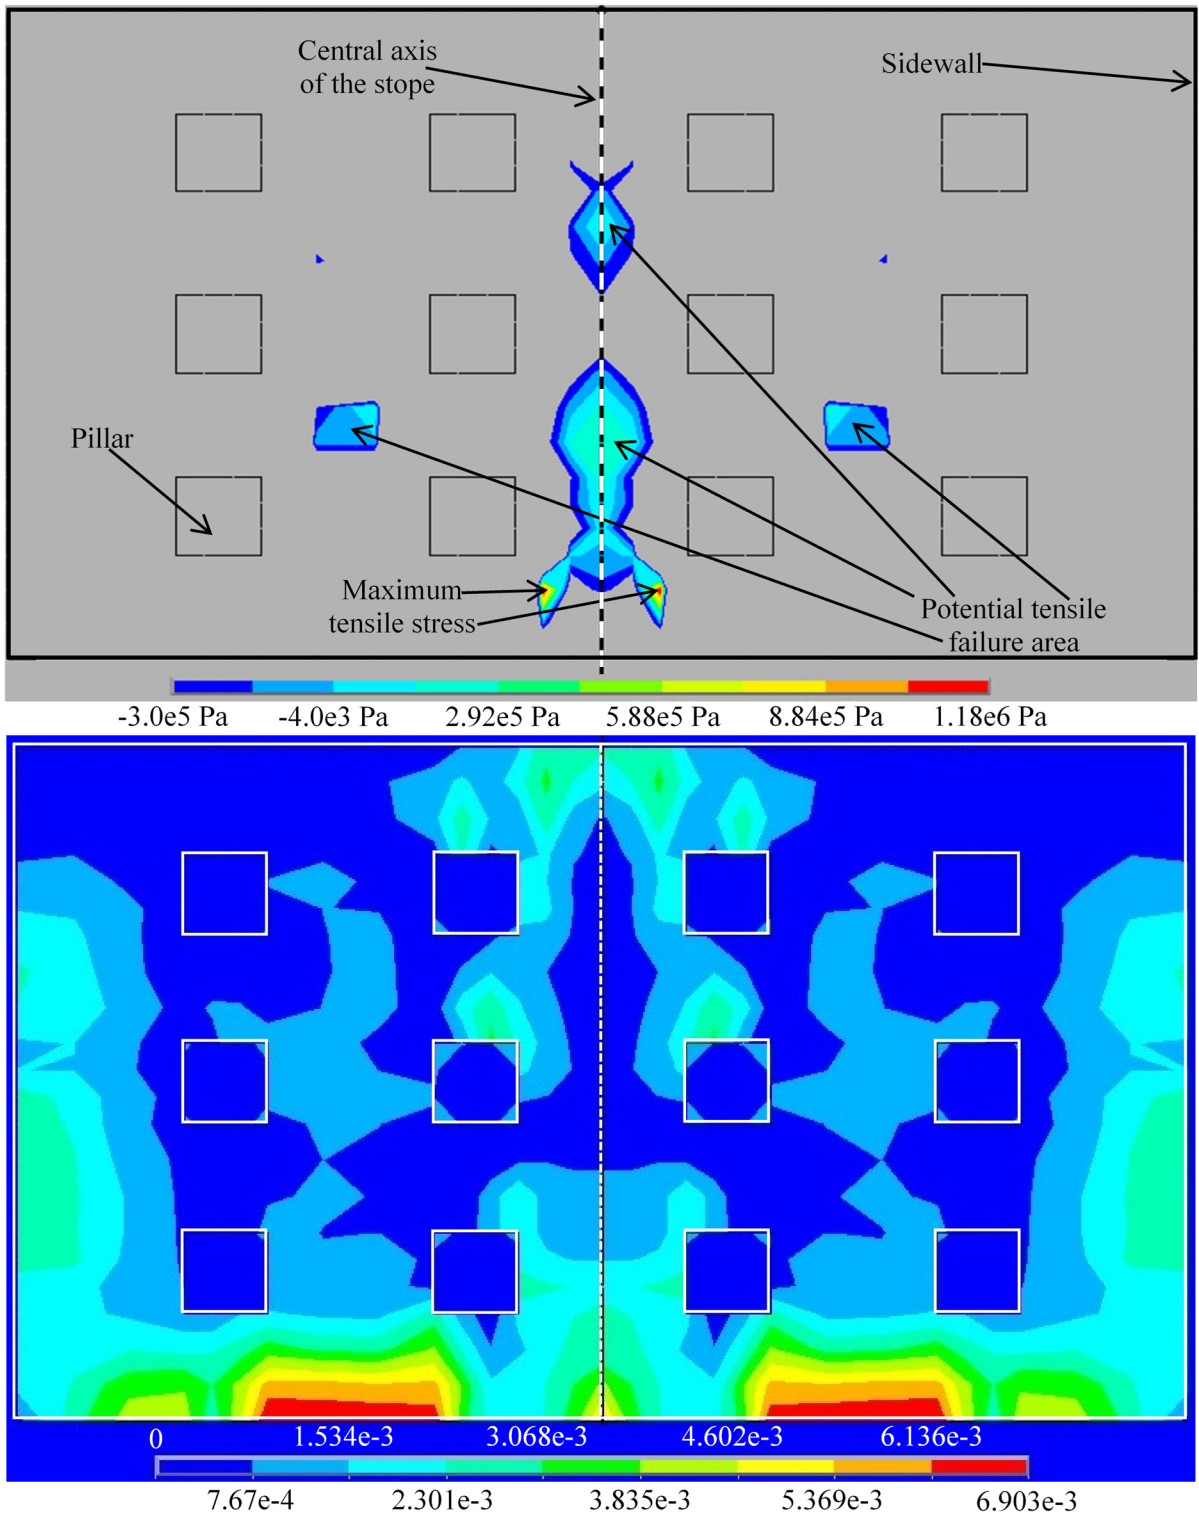 Central axis
of the stope
Sidewall
Pillar
Maximum
tensile stress
Potential tensile
failure area
-3.0e5 Pa -4.0e3 Pa 2.92e5 Pa 5.88e5 Pa 8.84e5 Pa 1.18e6 Pa
0 1.534e-3 3.068e-3 4.602e-3 6.136e-3
7.67e-4 2.301e-3 3.835e-3 5.369e-3 6.903e-3